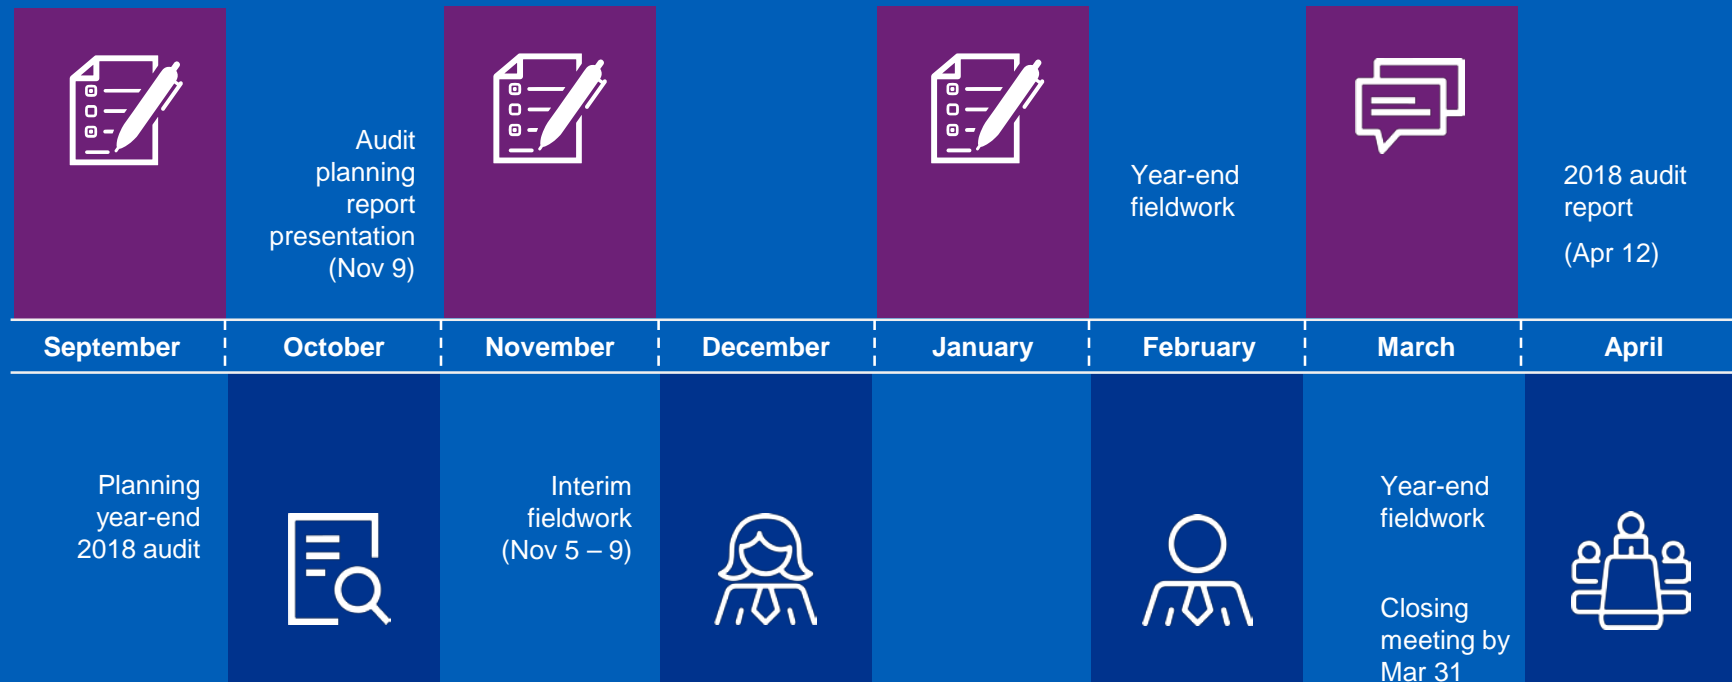 Audit
planning
report
presentation
(Nov 9)
Year-end
fieldwork
2018 audit
report
(Apr 12)
September
October
November
December
January
February
March
April
Planning
year-end
2018 audit
Interim
fieldwork
(Nov 5 – 9)
Year-end
fieldwork
Closing
meeting by
Mar 31